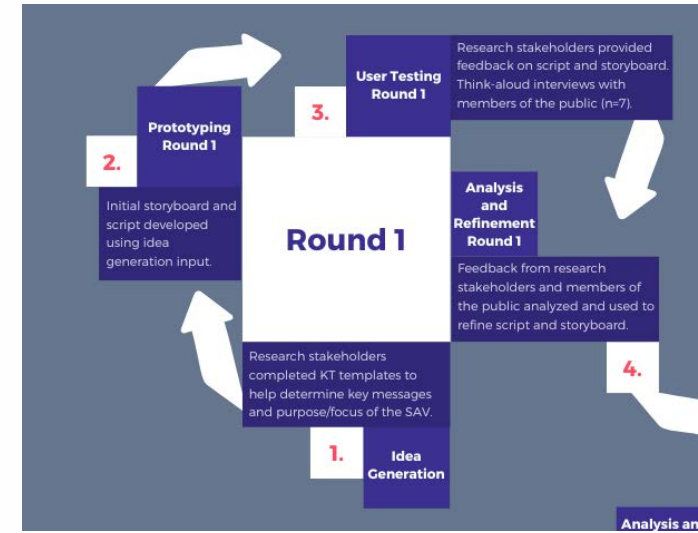 Round 1
1.
Idea
Generation
Research stakeholders
completed KT templates to
help determine key messages
and purpose/focus of the SAV.
2.
Prototyping
Round 1
Initial storyboard and
script developed
using idea
generation input.
3.
User Testing
Round 1
Research stakeholders provided
feedback on script and storyboard.
Think-aloud interviews with
members of the public (n=7).
4.
Analysis
and
Refinement
Round 1
Feedback from research
stakeholders and members of
the public analyzed and used to
refine script and storyboard.
Analysis an